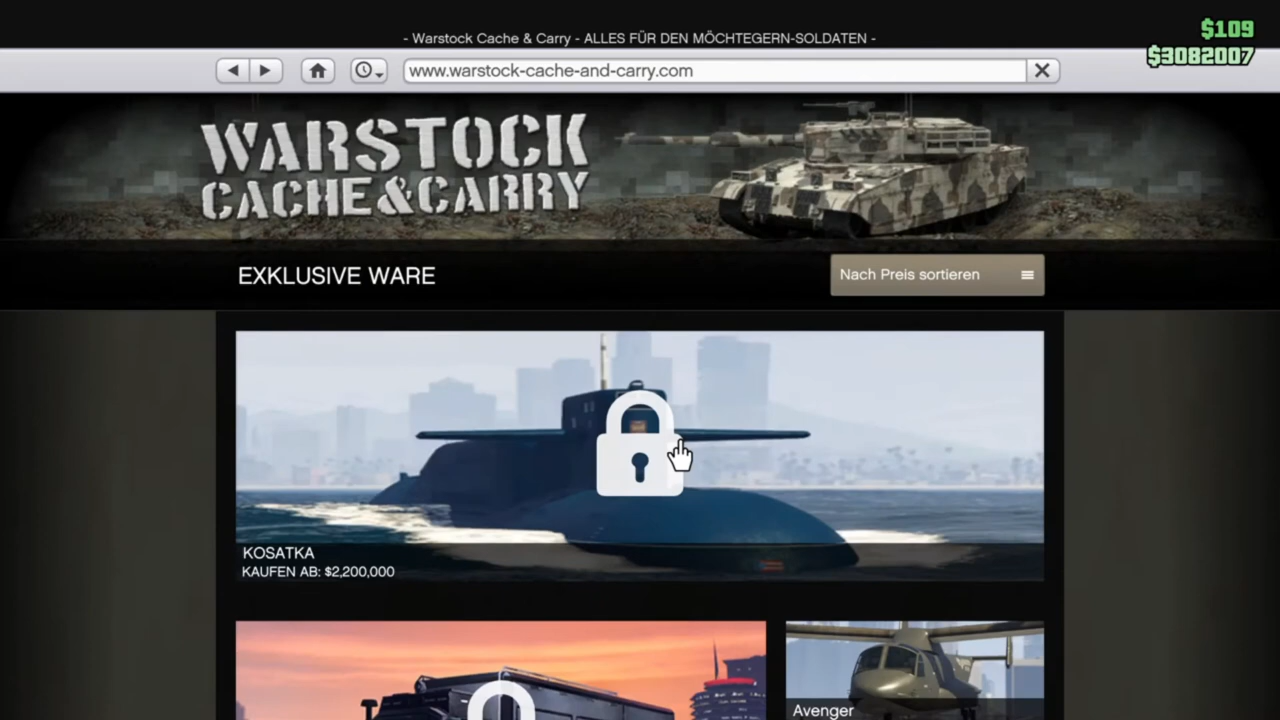 $109
- Warstock Cache & Carry - ALLES FÜR DEN MÖCHTEGERN-SOLDATEN -
$3082007
www.warstock-cache-and-carry.com
WARSTOCK
CACHE&CARRY
EXKLUSIVE WARE
Nach Preis sortieren
KOSATKA
KAUFEN AB: $2,200,000
Avenger